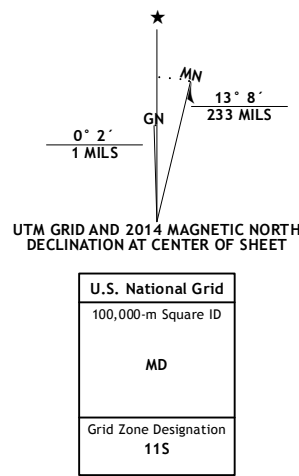 ★
MN
GN
13° 8´
233 MILS
0° 2´
1 MILS
UTM GRID AND 2014 MAGNETIC NORTH
DECLINATION AT CENTER OF SHEET
U.S. National Grid
100,000-m Square ID
MD
Grid Zone Designation
11S